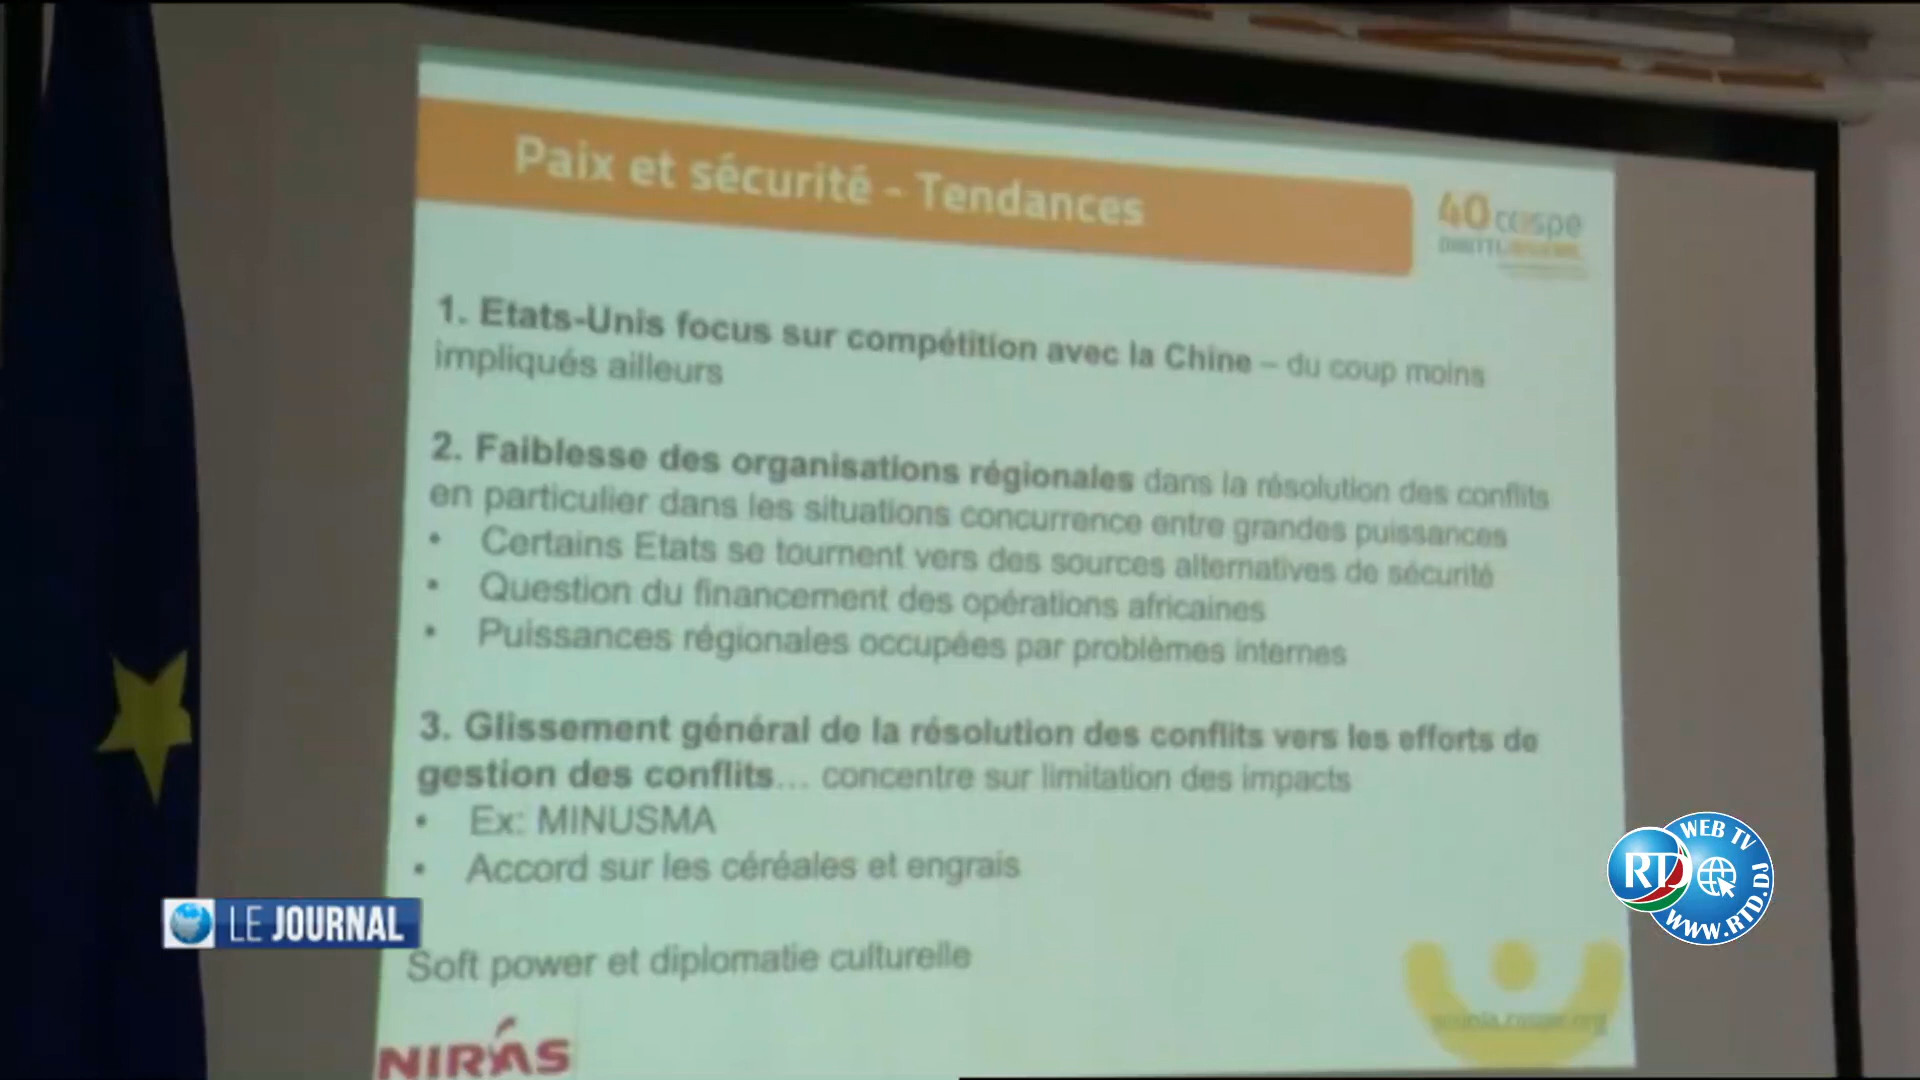 Paix et sécurité - Tendances
40 cospe
1. Etats-Unis focus sur compétition avec la Chine – du coup moins
impliqués ailleurs
2. Faiblesse des organisations régionales dans la résolution des conflits
en particulier dans les situations concurrence entre grandes puissances
• Certains Etats se tournent vers des sources alternatives de sécurité
• Question du financement des opérations africaines
• Puissances régionales occupées par problèmes internes
3. Glissement général de la résolution des conflits vers les efforts de
gestion des conflits... concentre sur limitation des impacts
• Ex: MINUSMA
• Accord sur les céréales et engrais
Soft power et diplomatie culturelle
NIRAS
LE JOURNAL
WEB TV
RTD
WWW.RTD.DJ